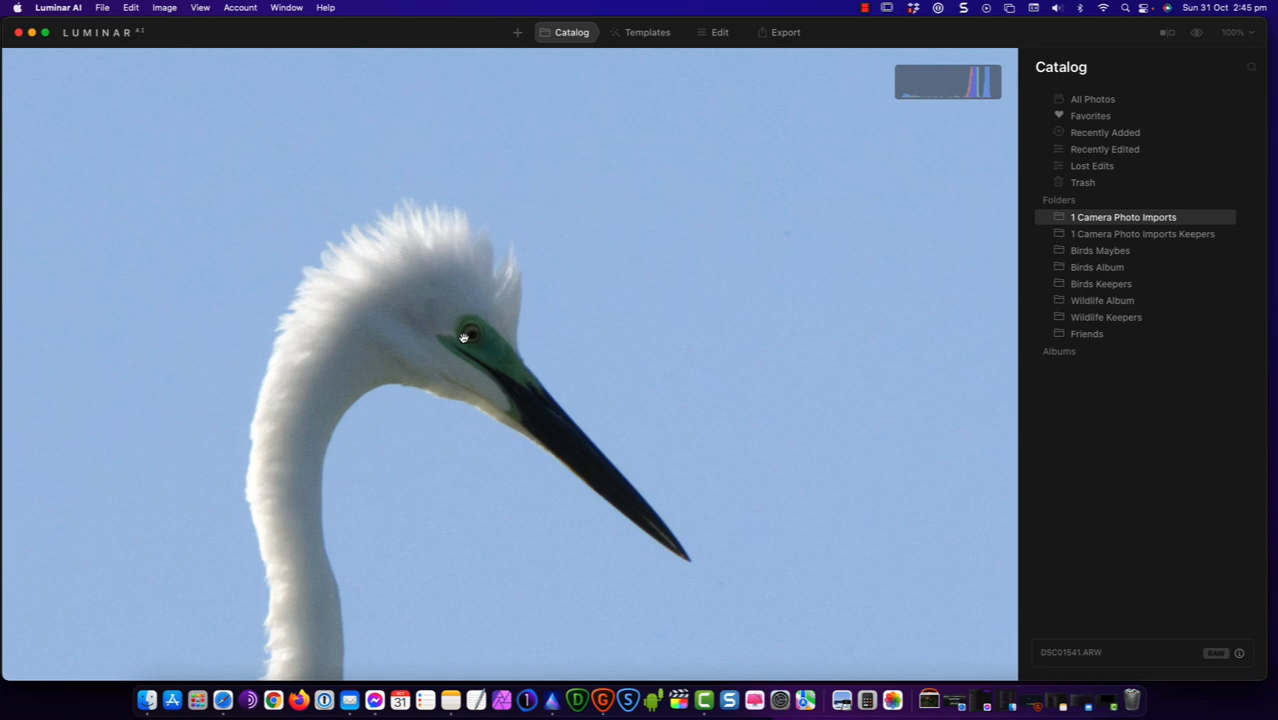 Luminar AI File Edit Image View Account Window Help Sun 31 Oct 2:45 pm
LUMINAR AI Catalog Templates Edit Export 100%
Catalog
All Photos
Favorites
Recently Added
Recently Edited
Lost Edits
Trash
Folders
1 Camera Photo Imports
1 Camera Photo Imports Keepers
Birds Maybes
Birds Album
Birds Keepers
Wildlife Album
Wildlife Keepers
Friends
Albums
DSC01541.ARW RAW
OCT
31